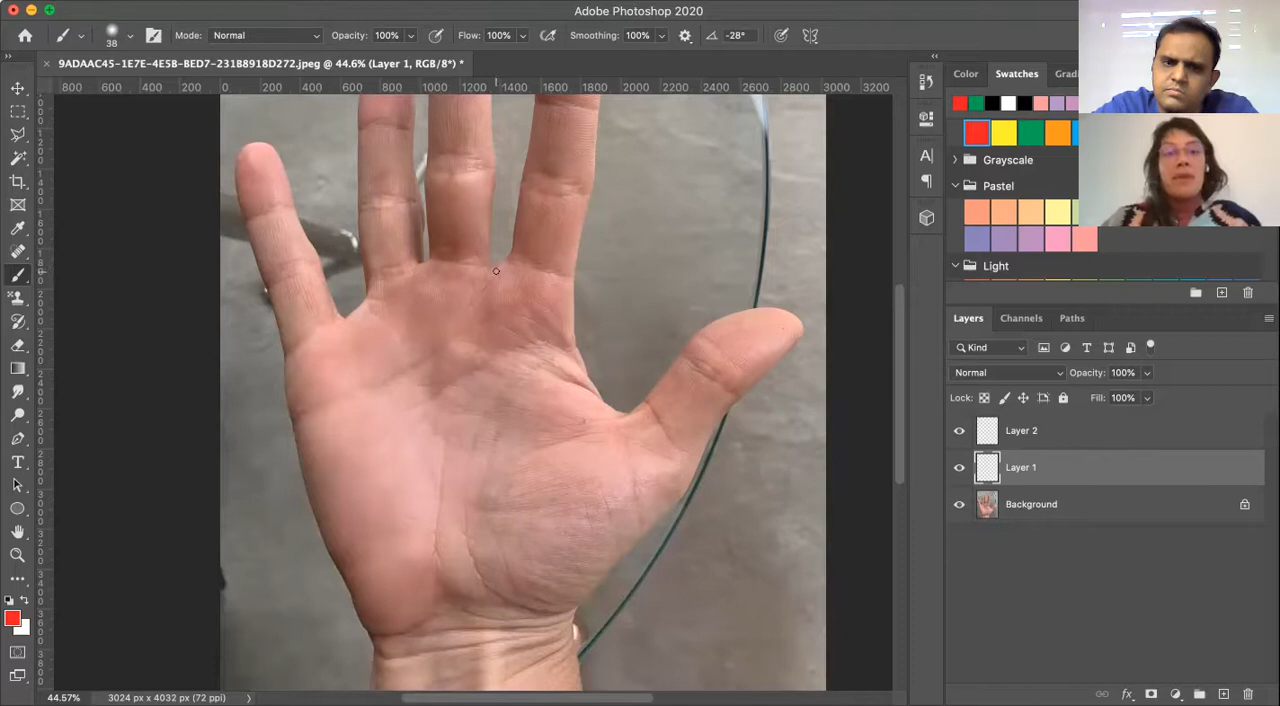 Adobe Photoshop 2020
38 Mode: Normal Opacity: 100% Flow: 100% Smoothing: 100% -28°
9ADAAC45-1E7E-4E5B-BED7-231B8918D272.jpeg @ 44.6% (Layer 1, RGB/8*) *
800 600 400 200 0 200 400 600 800 1000 1200 1400 1600 1800 2000 2200 2400 2600 2800 3000 3200
Color Swatches Gradi
Grayscale
Pastel
Light
Layers Channels Paths
Kind
Normal Opacity: 100%
Lock: Fill: 100%
Layer 2
Layer 1
Background
44.57% 3024 px x 4032 px (72 ppi)